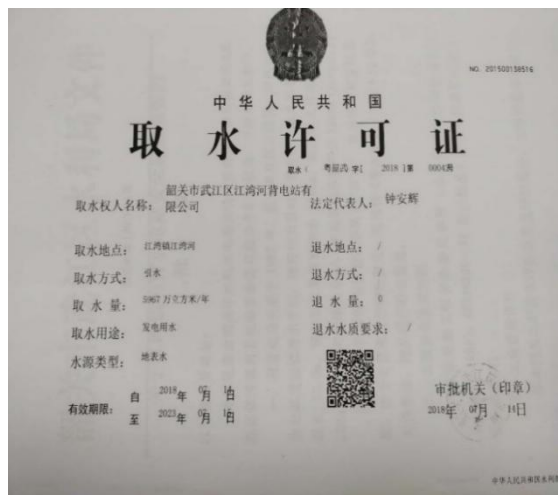 NO. 201500138516
中华人民共和国
取水许可证
取水（ 粤韶武 字[ 2018 ]第 0004号
取水权人名称： 韶关市武江区江湾河背电站有限公司
法定代表人： 钟安辉
取水地点： 江湾镇江湾河
退水地点： /
取水方式： 引水
退水方式： /
取水量： 5967 万立方米/年
退水量： 0
取水用途： 发电用水
退水水质要求： /
水源类型： 地表水
有效期限：
自 2018年 07月 14日
至 2023年 07月 日
审批机关（印章）
2018年 07月 14日
中华人民共和国水利部